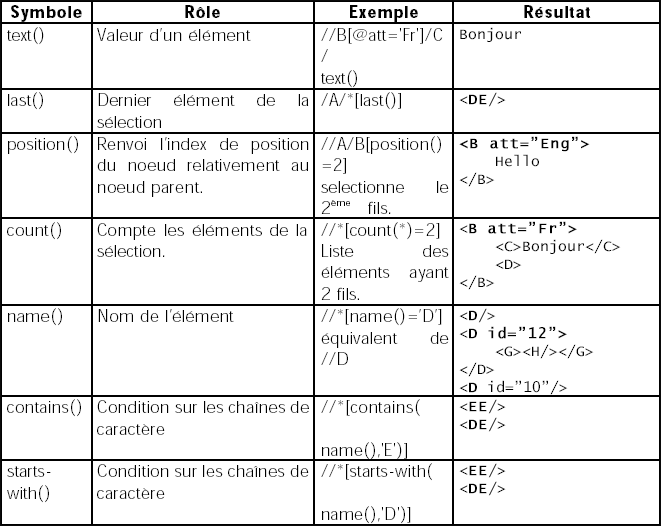 Symbole Rôle Exemple Résultat
text() Valeur d'un élément //B[@att='Fr']/C Bonjour
/
text()
last() Dernier élément de la /A/*[last()] <DE/>
sélection
position() Renvoi l'index de position //A/B[position() <B att="Eng">
du noeud relativement au =2] Hello
noeud parent. selectionne le </B>
2ème fils.
count() Compte les éléments de la //*[count(*)=2] <B att="Fr">
sélection. Liste des <C>Bonjour</C>
éléments ayant <D>
2 fils. </B>
name() Nom de l'élément //*[name()='D'] <D/>
équivalent de <D id="12">
//D <G><H/></G>
</D>
<D id="10"/>
contains() Condition sur les chaînes de //*[contains( <EE/>
caractère <DE/>
name(),'E')]
starts- Condition sur les chaînes de //*[starts-with( <EE/>
with() caractère <DE/>
name(),'D')]